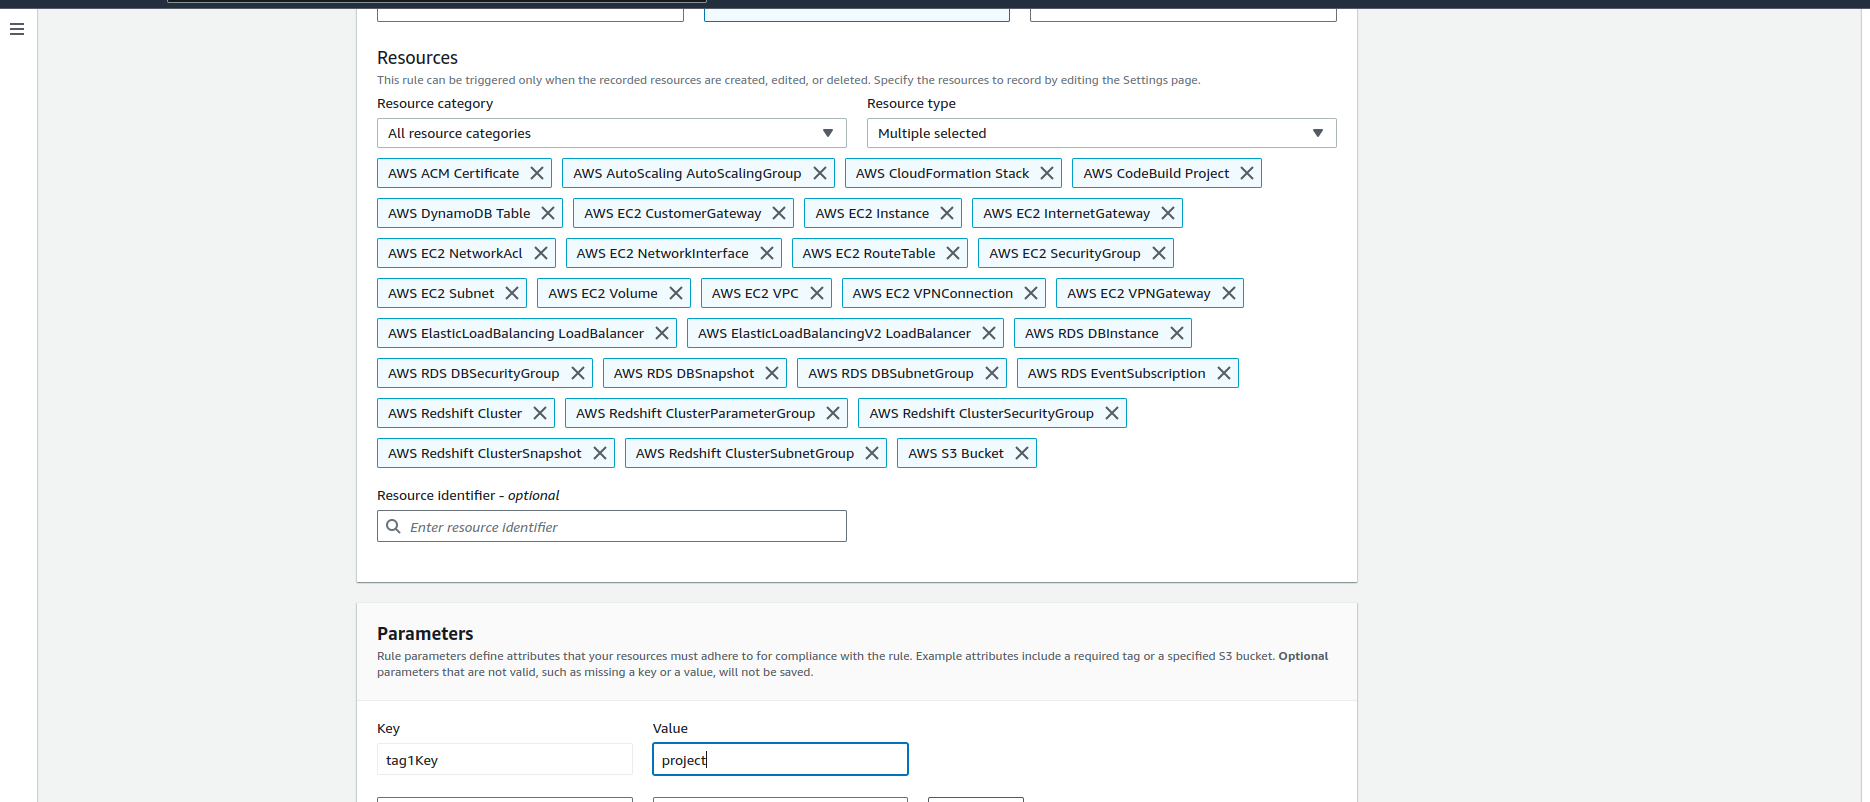 Resources
This rule can be triggered only when the recorded resources are created, edited, or deleted. Specify the resources to record by editing the Settings page.
Resource category
Resource type
All resource categories
Multiple selected
AWS ACM Certificate
AWS AutoScaling AutoScalingGroup
AWS CloudFormation Stack
AWS CodeBuild Project
AWS DynamoDB Table
AWS EC2 CustomerGateway
AWS EC2 Instance
AWS EC2 InternetGateway
AWS EC2 NetworkAcl
AWS EC2 NetworkInterface
AWS EC2 RouteTable
AWS EC2 SecurityGroup
AWS EC2 Subnet
AWS EC2 Volume
AWS EC2 VPC
AWS EC2 VPNConnection
AWS EC2 VPNGateway
AWS ElasticLoadBalancing LoadBalancer
AWS ElasticLoadBalancingV2 LoadBalancer
AWS RDS DBInstance
AWS RDS DBSecurityGroup
AWS RDS DBSnapshot
AWS RDS DBSubnetGroup
AWS RDS EventSubscription
AWS Redshift Cluster
AWS Redshift ClusterParameterGroup
AWS Redshift ClusterSecurityGroup
AWS Redshift ClusterSnapshot
AWS Redshift ClusterSubnetGroup
AWS S3 Bucket
Resource identifier - optional
Enter resource identifier
Parameters
Rule parameters define attributes that your resources must adhere to for compliance with the rule. Example attributes include a required tag or a specified S3 bucket. Optional
parameters that are not valid, such as missing a key or a value, will not be saved.
Key
Value
tag1Key
project